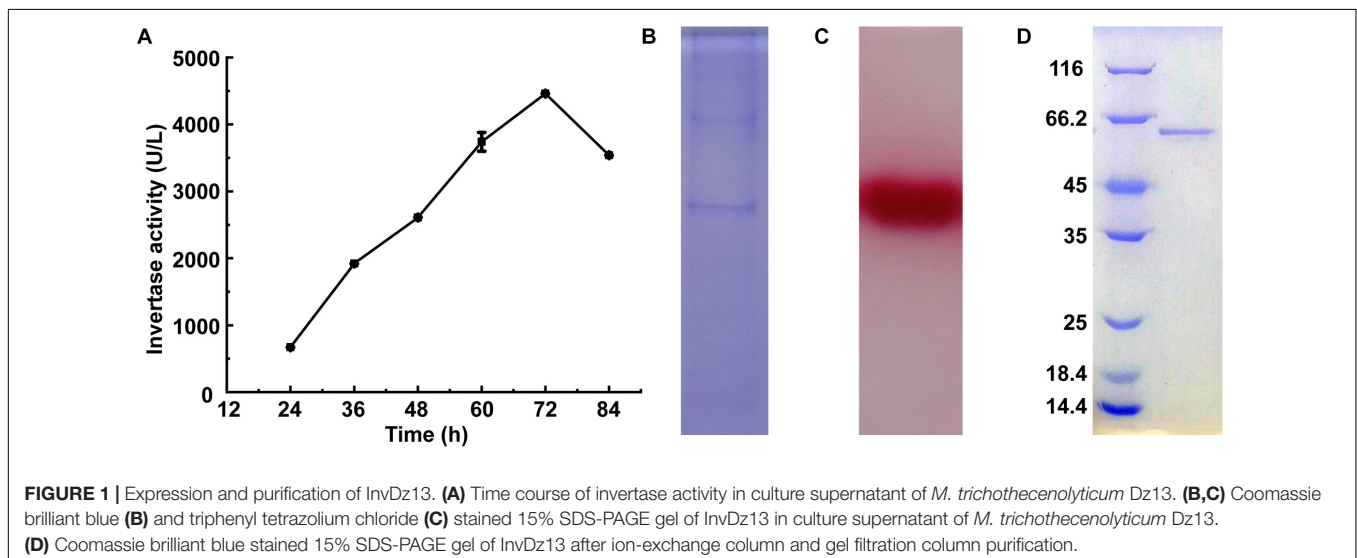 A
B
C
D
5000
4000
3000
2000
1000
0
Invertase activity (U/L)
12 24 36 48 60 72 84
Time (h)
116
66.2
45
35
25
18.4
14.4
FIGURE 1 | Expression and purification of InvDz13. (A) Time course of invertase activity in culture supernatant of M. trichothecenolyticum Dz13. (B,C) Coomassie
brilliant blue (B) and triphenyl tetrazolium chloride (C) stained 15% SDS-PAGE gel of InvDz13 in culture supernatant of M. trichothecenolyticum Dz13.
(D) Coomassie brilliant blue stained 15% SDS-PAGE gel of InvDz13 after ion-exchange column and gel filtration column purification.